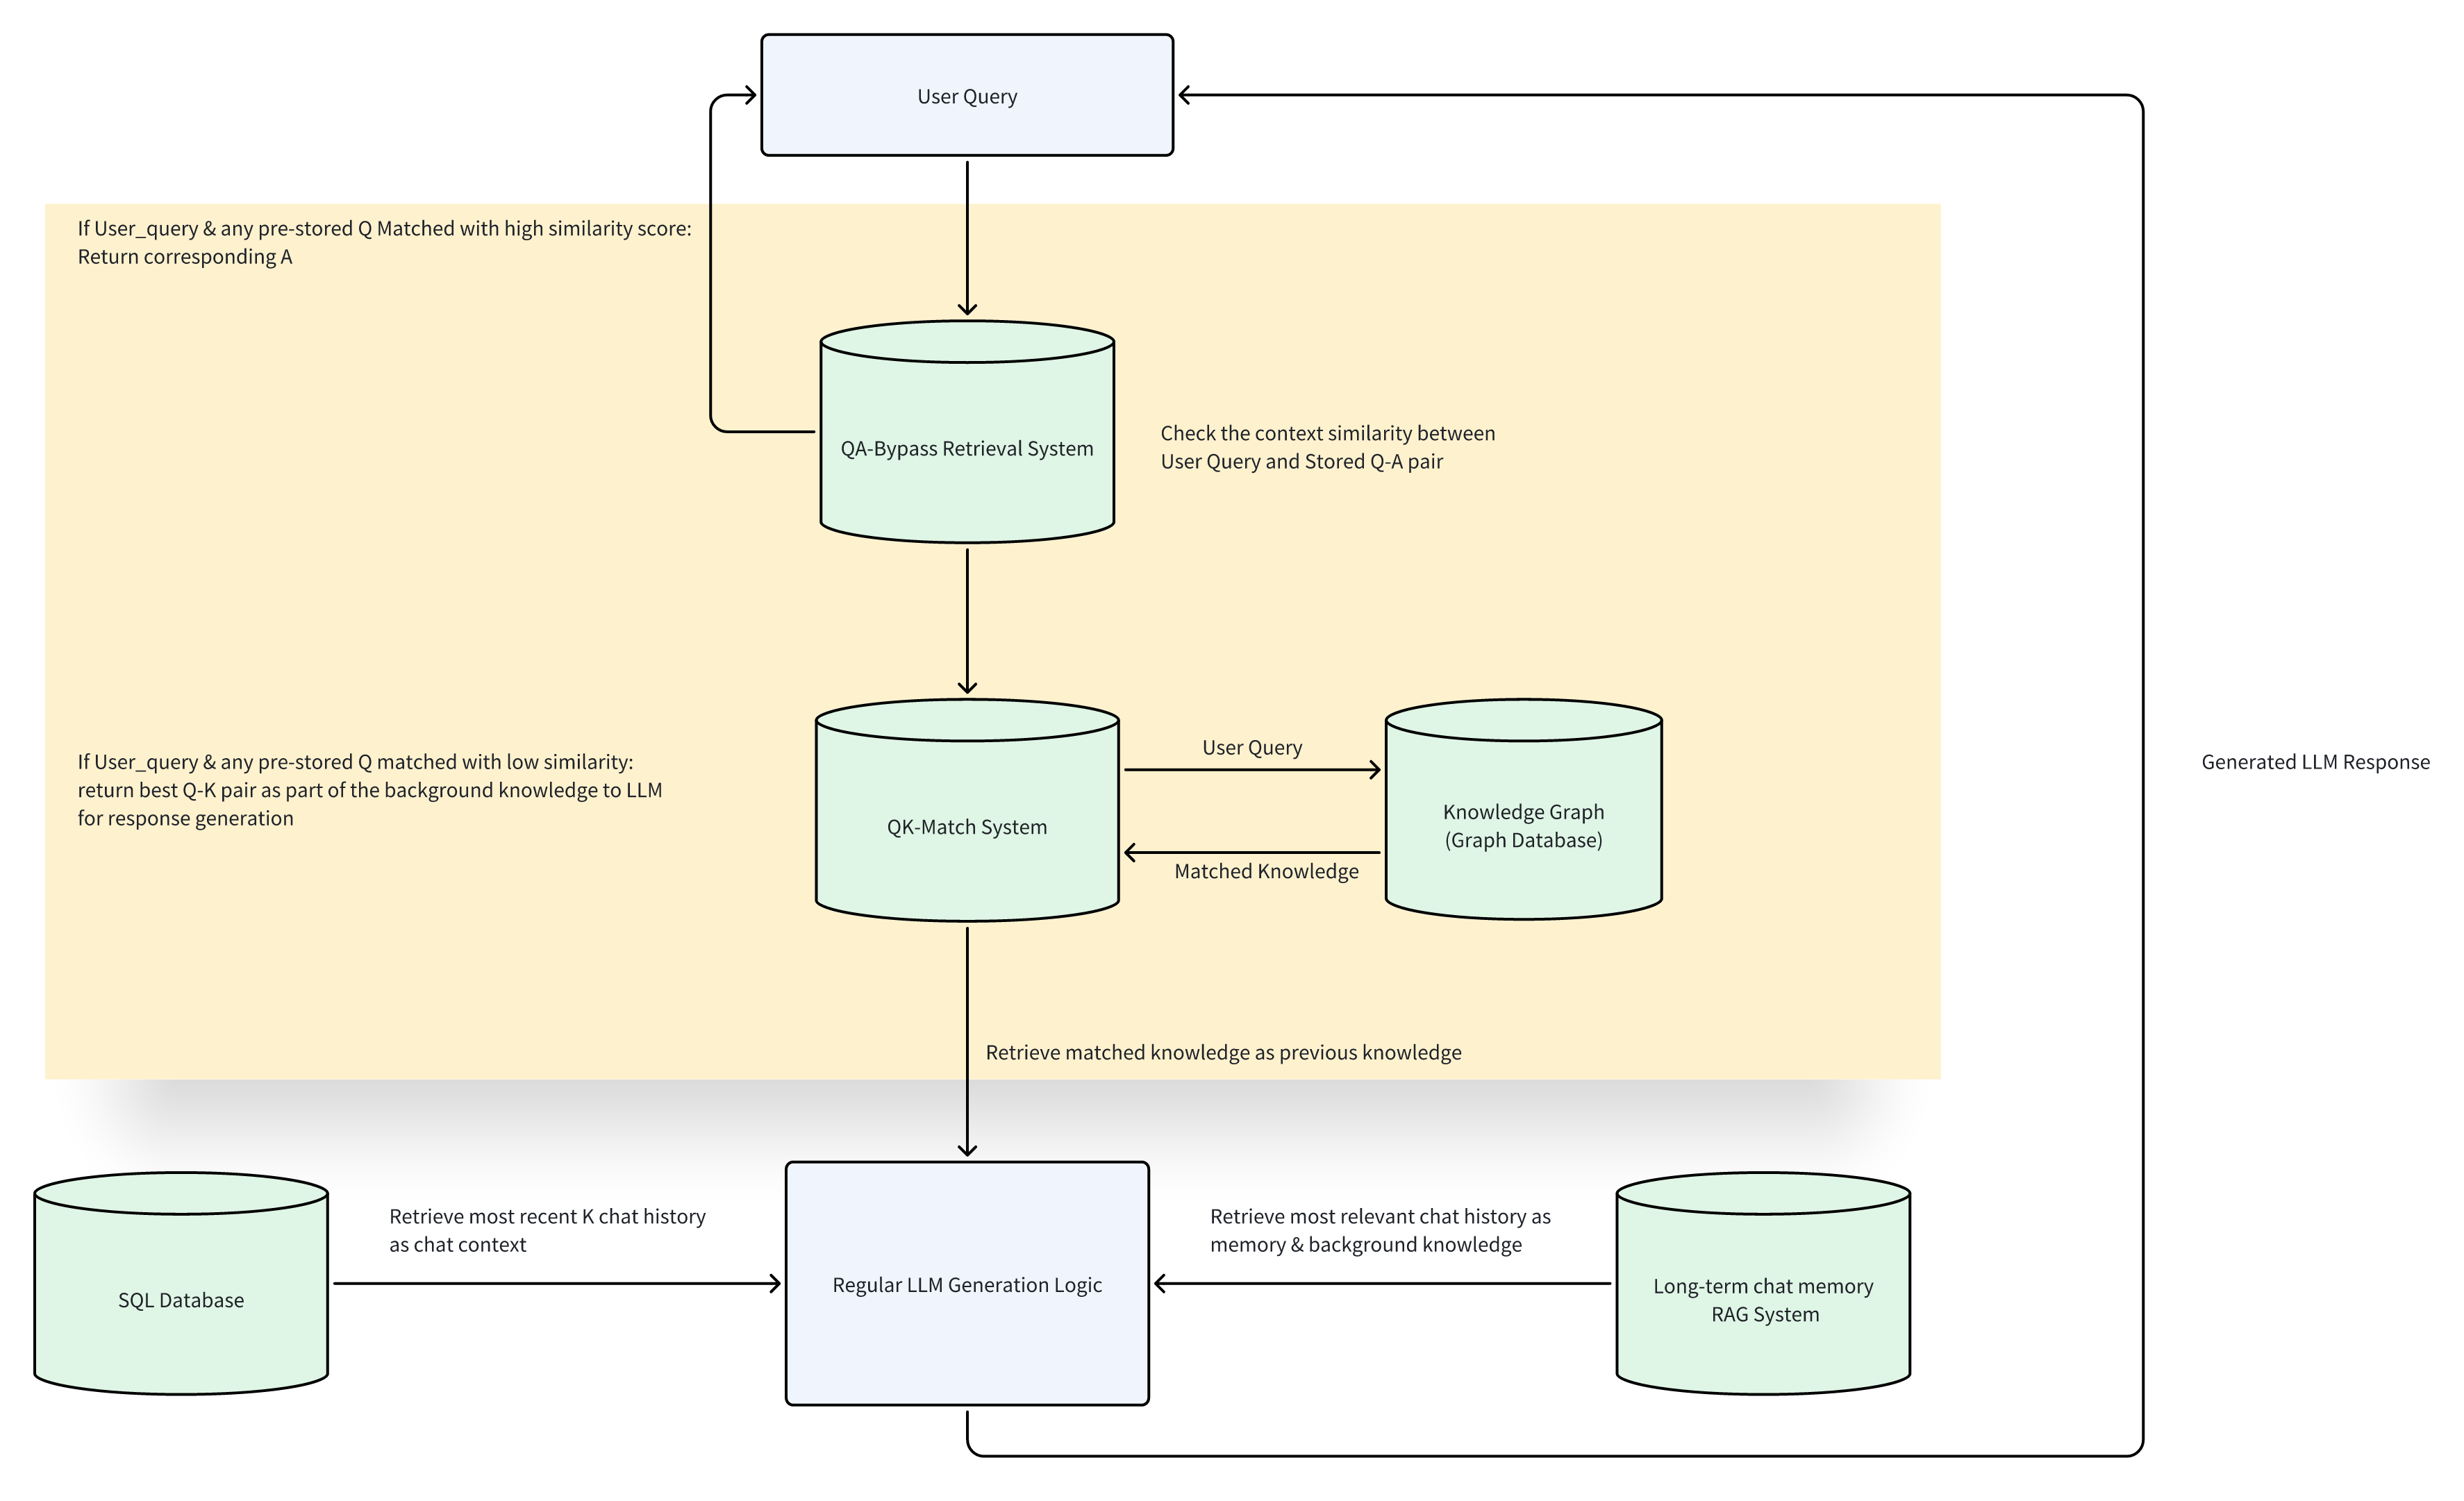 User Query
If User_query & any pre-stored Q Matched with high similarity score:
Return corresponding A
QA-Bypass Retrieval System
Check the context similarity between
User Query and Stored Q-A pair
If User_query & any pre-stored Q matched with low similarity:
return best Q-K pair as part of the background knowledge to LLM
for response generation
QK-Match System
User Query
Matched Knowledge
Knowledge Graph
(Graph Database)
Generated LLM Response
Retrieve matched knowledge as previous knowledge
SQL Database
Retrieve most recent K chat history
as chat context
Regular LLM Generation Logic
Retrieve most relevant chat history as
memory & background knowledge
Long-term chat memory
RAG System